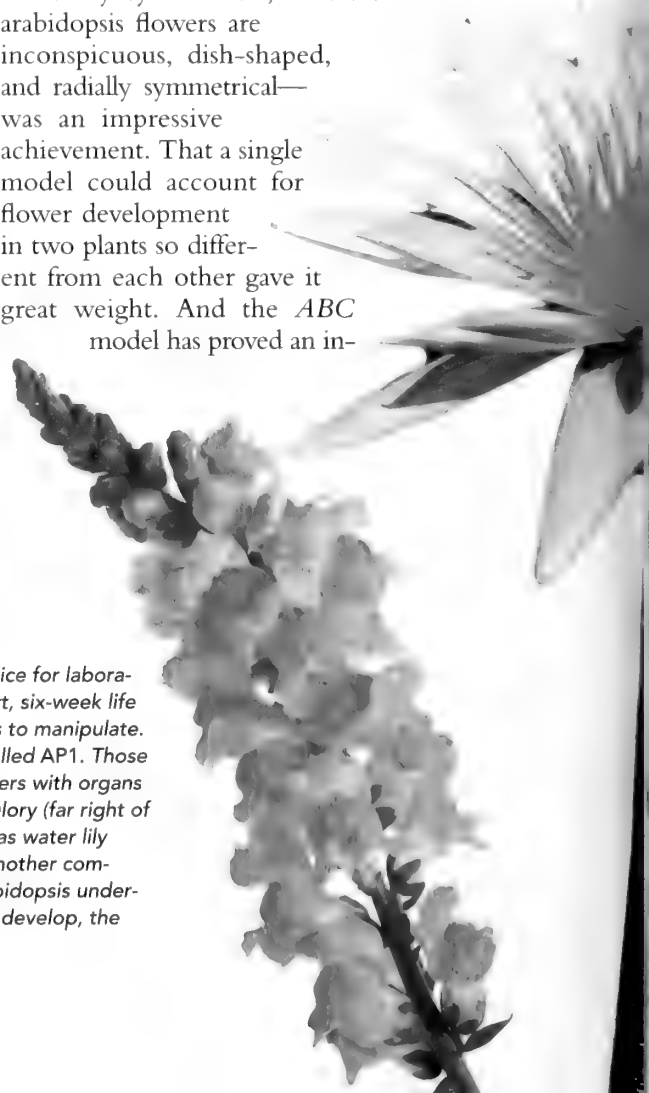 arabidopsis flowers are
inconspicuous, dish-shaped,
and radially symmetrical—
was an impressive
achievement. That a single
model could account for
flower development
in two plants so differ-
ent from each other gave it
great weight. And the ABC
model has proved an in-
ice for labora-
rt, six-week life
s to manipulate.
lled AP1. Those
ers with organs
lory (far right of
as water lily
nother com-
bidopsis under-
develop, the